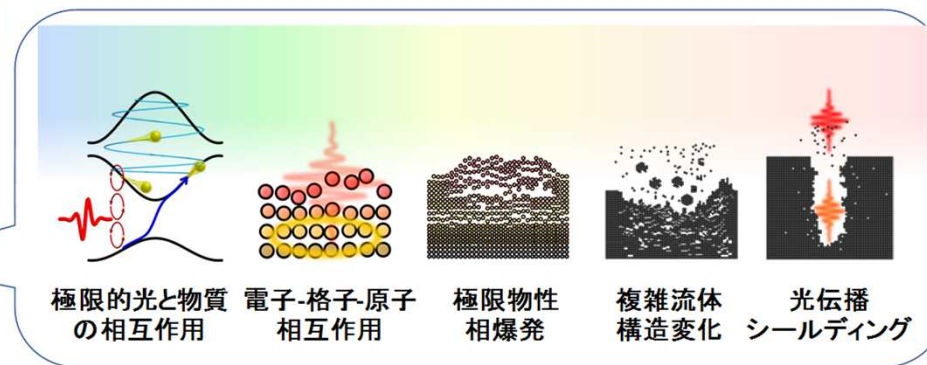 極限的光と物質
の相互作用
電子-格子-原子
相互作用
極限物性
相爆発
複雑流体
構造変化
光伝播
シールディング